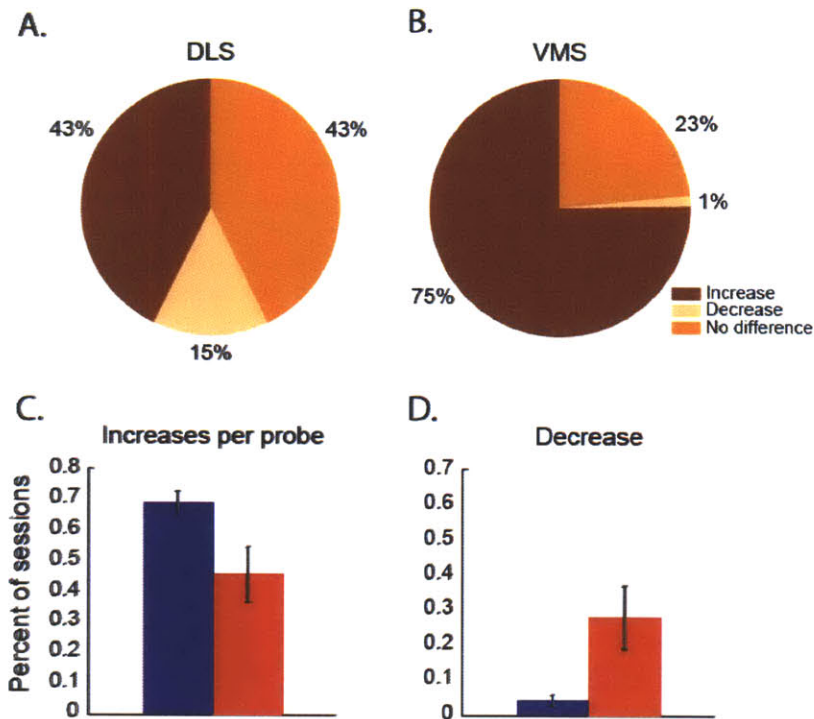 A.
DLS
43%
43%
15%
B.
VMS
23%
1%
75%
Increase
Decrease
No difference
C.
Increases per probe
Percent of sessions
0.8
0.7
0.6
0.5
0.4
0.3
0.2
0.1
0
D.
Decrease
0.7
0.6
0.5
0.4
0.3
0.2
0.1
0